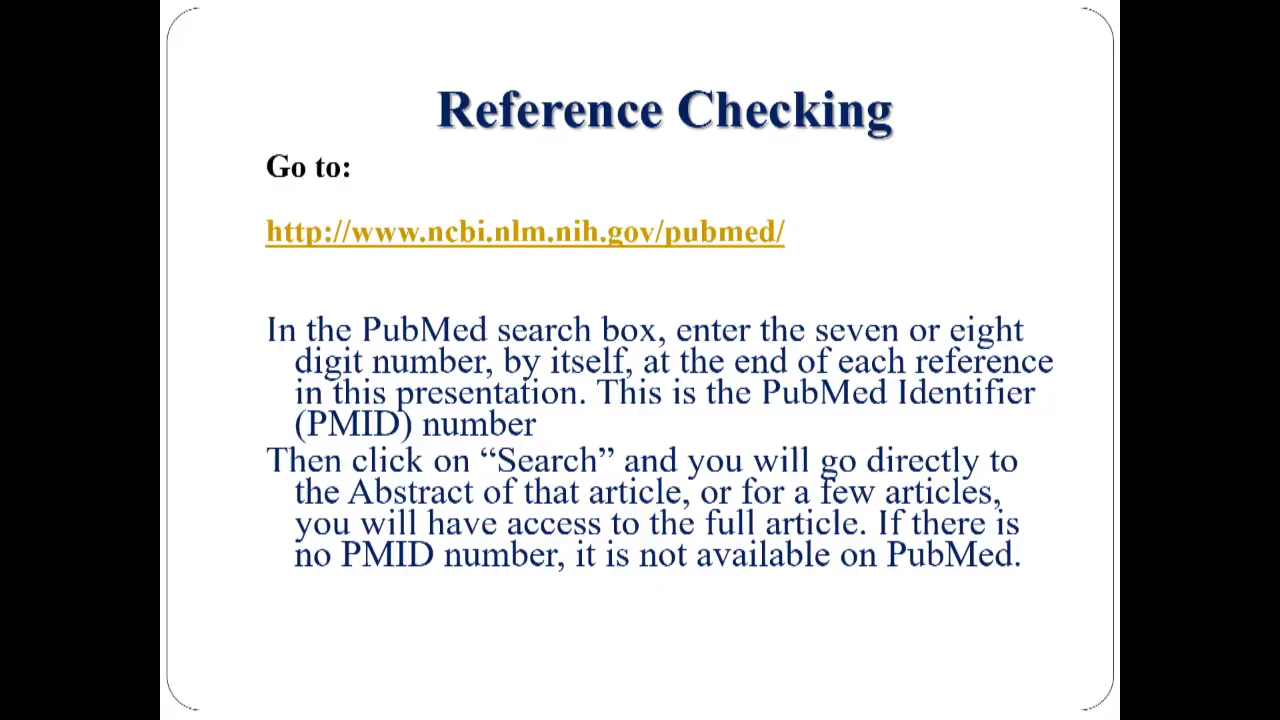 Reference Checking
Go to:
http://www.ncbi.nlm.nih.gov/pubmed/
In the PubMed search box, enter the seven or eight
digit number, by itself, at the end of each reference
in this presentation. This is the PubMed Identifier
(PMID) number
Then click on “Search” and you will go directly to
the Abstract of that article, or for a few articles,
you will have access to the full article. If there is
no PMID number, it is not available on PubMed.